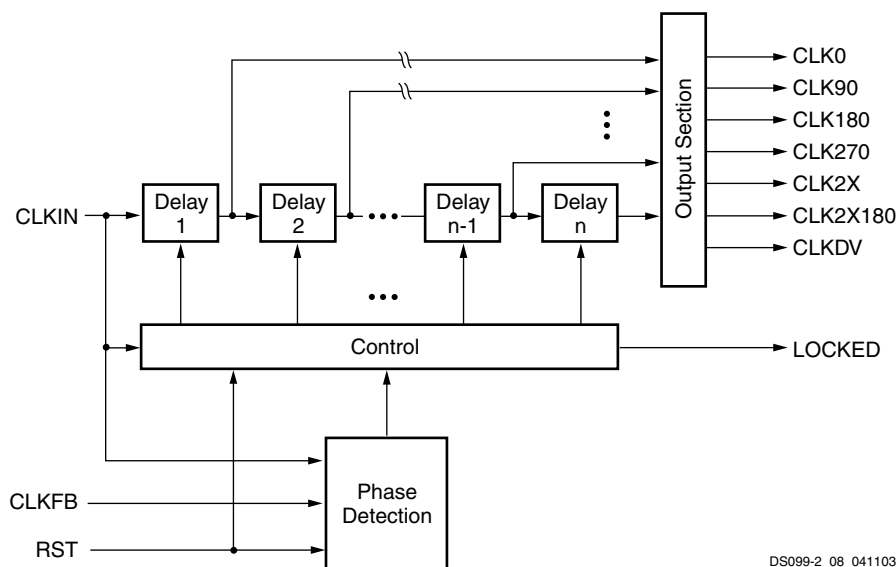 CLK0
CLK90
CLK180
CLK270
CLK2X
CLK2X180
CLKDV
Output Section
CLKIN
Delay
1
Delay
2
Delay
n-1
Delay
n
Control
LOCKED
Phase
Detection
CLKFB
RST
DS099-2_08_041103